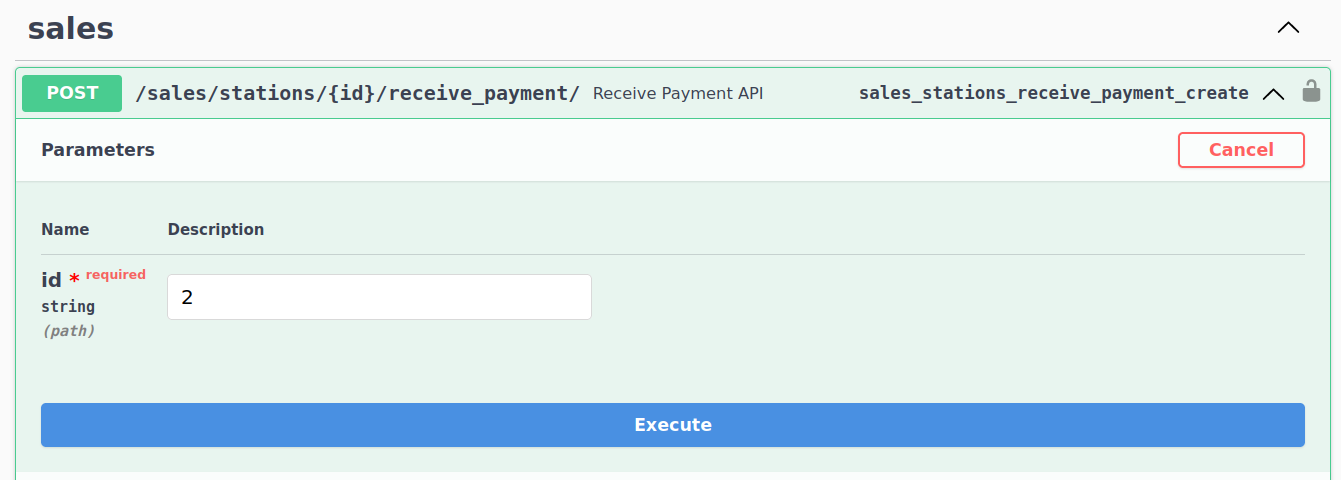 sales
POST /sales/stations/{id}/receive_payment/ Receive Payment API sales_stations_receive_payment_create
Parameters Cancel
Name Description
id * required
string
(path)
2
Execute